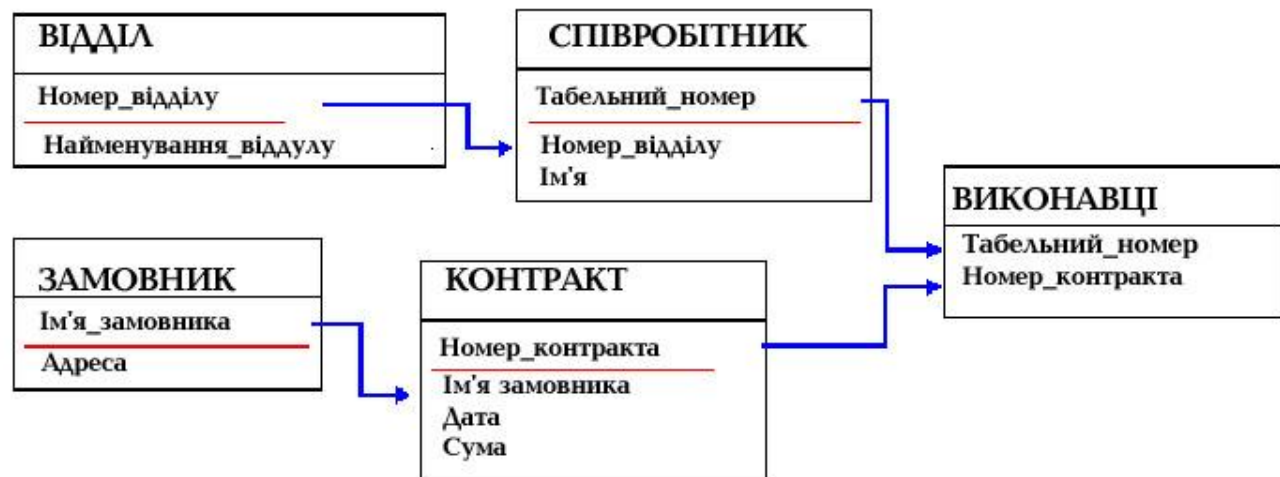 ВІДДІЛ
Номер_відділу
Найменування_віддулу
СПІВРОБІТНИК
Табельний_номер
Номер_відділу
Ім'я
ВИКОНАВЦІ
Табельний_номер
Номер_контракта
ЗАМОВНИК
Ім'я_замовника
Адреса
КОНТРАКТ
Номер_контракта
Ім'я замовника
Дата
Сума